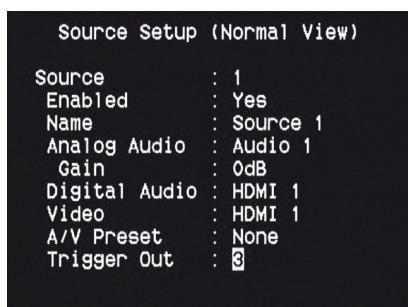 Source Setup (Normal View)
Source : 1
Enabled : Yes
Name : Source 1
Analog Audio : Audio 1
Gain : 0dB
Digital Audio : HDMI 1
Video : HDMI 1
A/V Preset : None
Trigger Out : 3